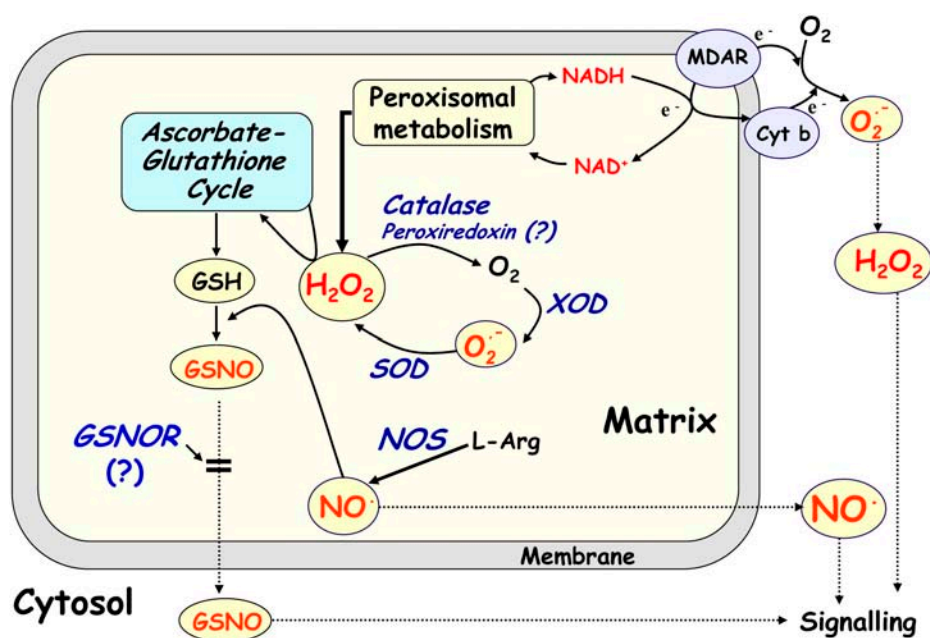 MDAR
e⁻
O₂
NADH
Peroxisomal
metabolism
e⁻
e⁻
Cyt b
O₂·⁻
Ascorbate-
Glutathione
Cycle
NAD⁺
Catalase
Peroxiredoxin (?)
O₂
H₂O₂
GSH
H₂O₂
XOD
O₂·⁻
SOD
GSNO
Matrix
GSNOR
(?)
NOS
L-Arg
NO·
NO·
Membrane
Cytosol
GSNO
Signalling